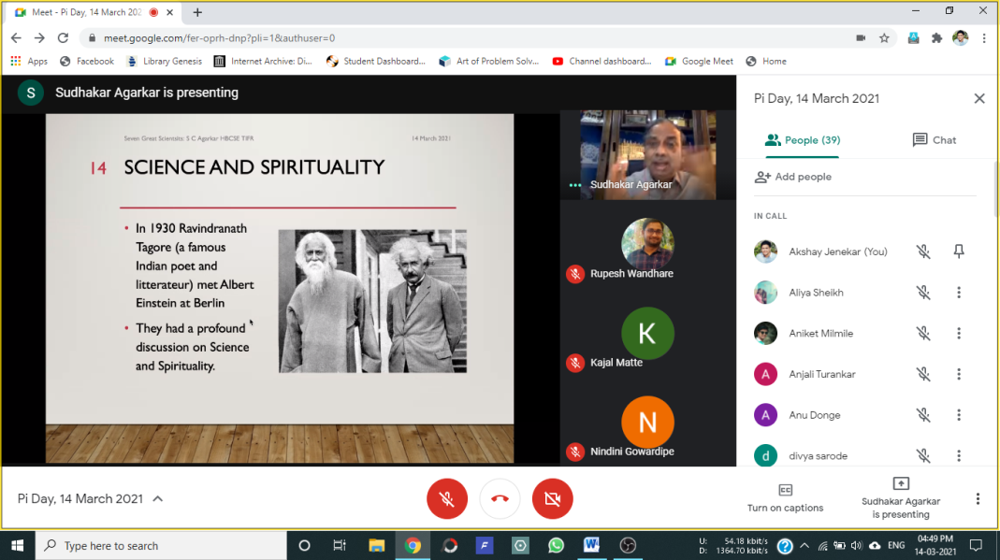 Meet - Pi Day, 14 March 202
meet.google.com/fer-oprh-dnp?pli=1&authuser=0
Apps Facebook Library Genesis Internet Archive: Di... Student Dashboard... Art of Problem Solv... Channel dashboard... Google Meet Home
S Sudhakar Agarkar is presenting
Seven Great Scientsits: S C Agarkar HBCSE TIFR 14 March 2021
14 SCIENCE AND SPIRITUALITY
• In 1930 Ravindranath
Tagore (a famous
Indian poet and
litterateur) met Albert
Einstein at Berlin
• They had a profound
discussion on Science
and Spirituality.
Sudhakar Agarkar
Rupesh Wandhare
K
Kajal Matte
N
Nindini Gowardipe
Pi Day, 14 March 2021
People (39) Chat
Add people
IN CALL
Akshay Jenekar (You)
Aliya Sheikh
Aniket Milmile
A Anjali Turankar
A Anu Donge
d divya sarode
Pi Day, 14 March 2021
Turn on captions
Sudhakar Agarkar
is presenting
Type here to search
F
W
U: 54.18 kbit/s
D: 1364.70 kbit/s
ENG
04:49 PM
14-03-2021